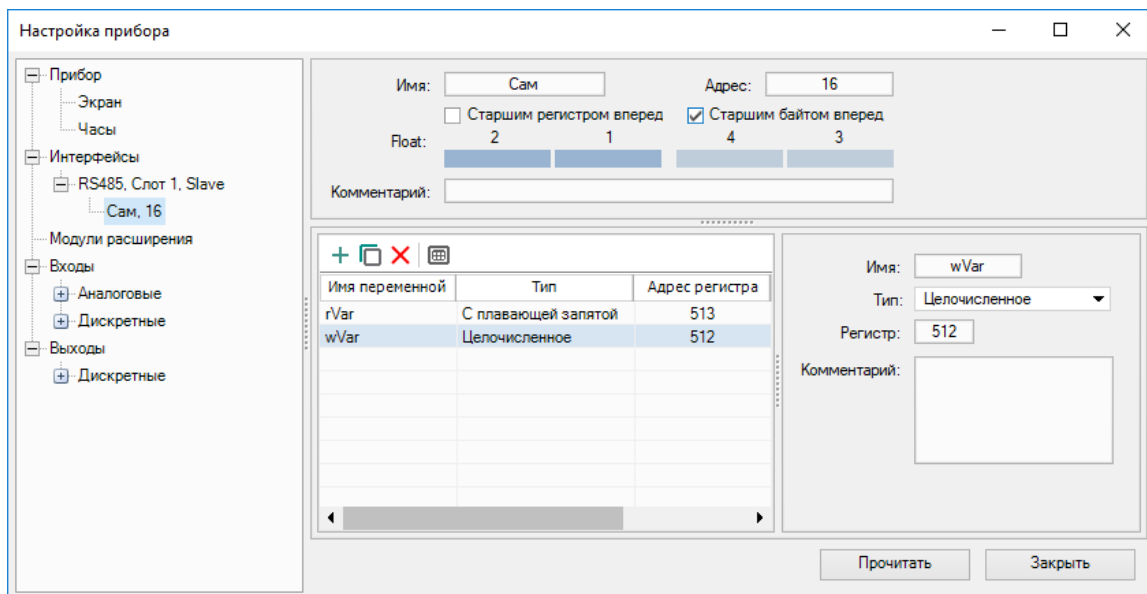 Настройка прибора
Прибор
Экран
Часы
Интерфейсы
RS485, Слот 1, Slave
Сам, 16
Модули расширения
Входы
Аналоговые
Дискретные
Выходы
Дискретные
Имя: Сам Адрес: 16
Старшим регистром вперед Старшим байтом вперед
Float: 2 1 4 3
Комментарий:
Имя переменной Тип Адрес регистра
rVar С плавающей запятой 513
wVar Целочисленное 512
Имя: wVar
Тип: Целочисленное
Регистр: 512
Комментарий:
Прочитать Закрыть